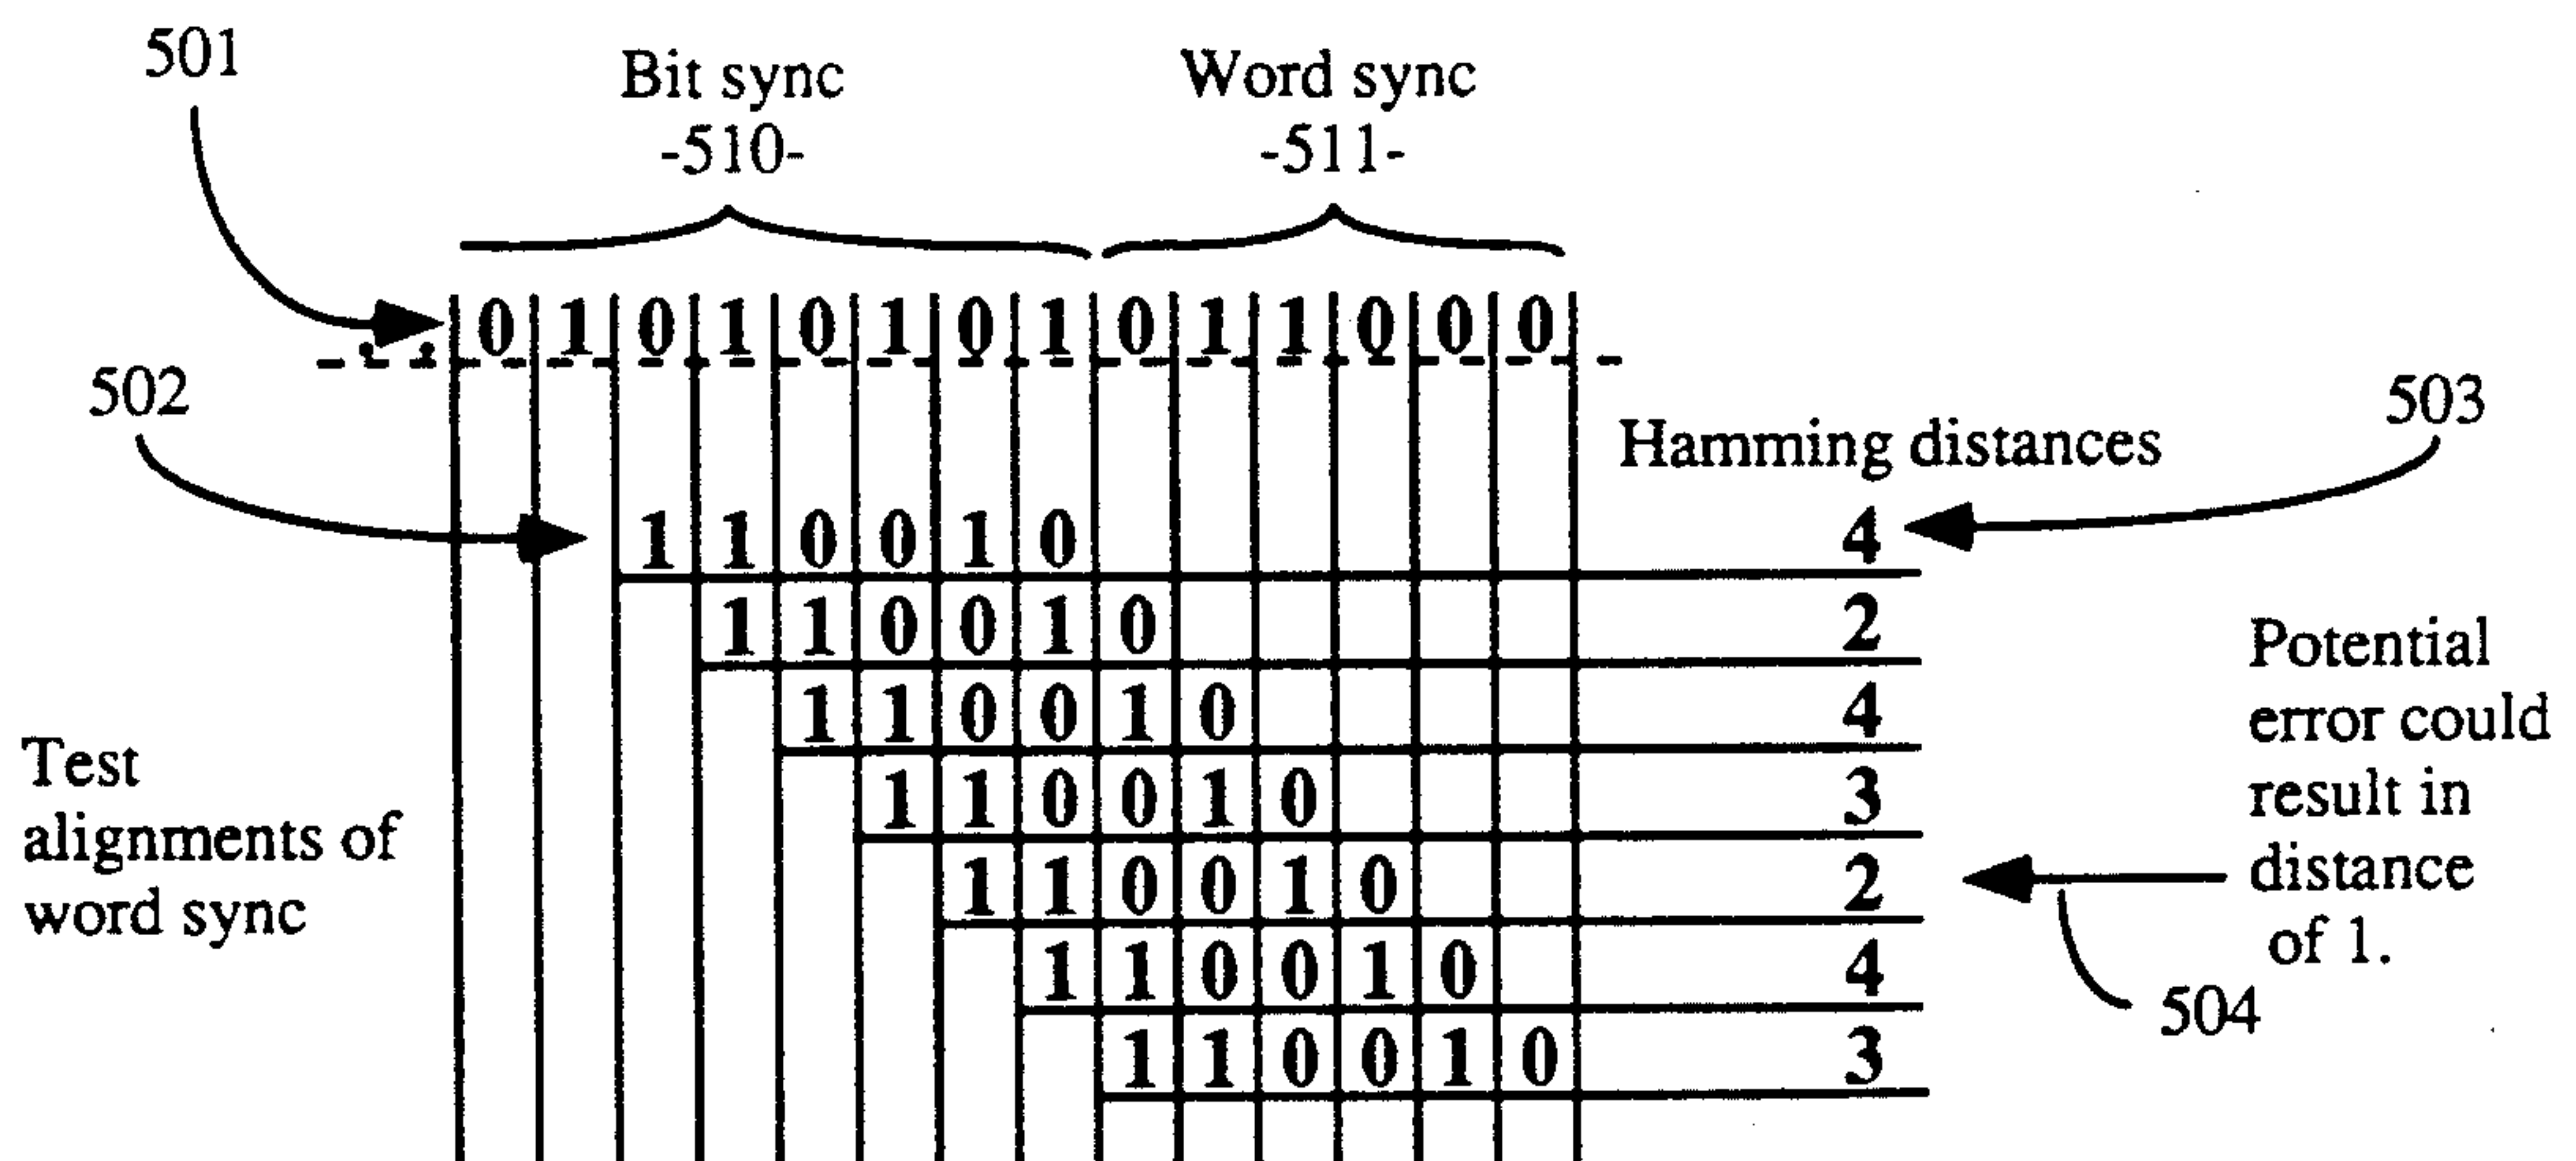 501
Bit sync
-510-
Word sync
-511-
0 1 0 1 0 1 0 1 0 1 1 0 0 0
502
503
Hamming distances
1 1 0 0 1 0 4
1 1 0 0 1 0 2
1 1 0 0 1 0 4
1 1 0 0 1 0 3
1 1 0 0 1 0 2
1 1 0 0 1 0 4
1 1 0 0 1 0 3
Test
alignments of
word sync
Potential
error could
result in
distance
of 1.
504